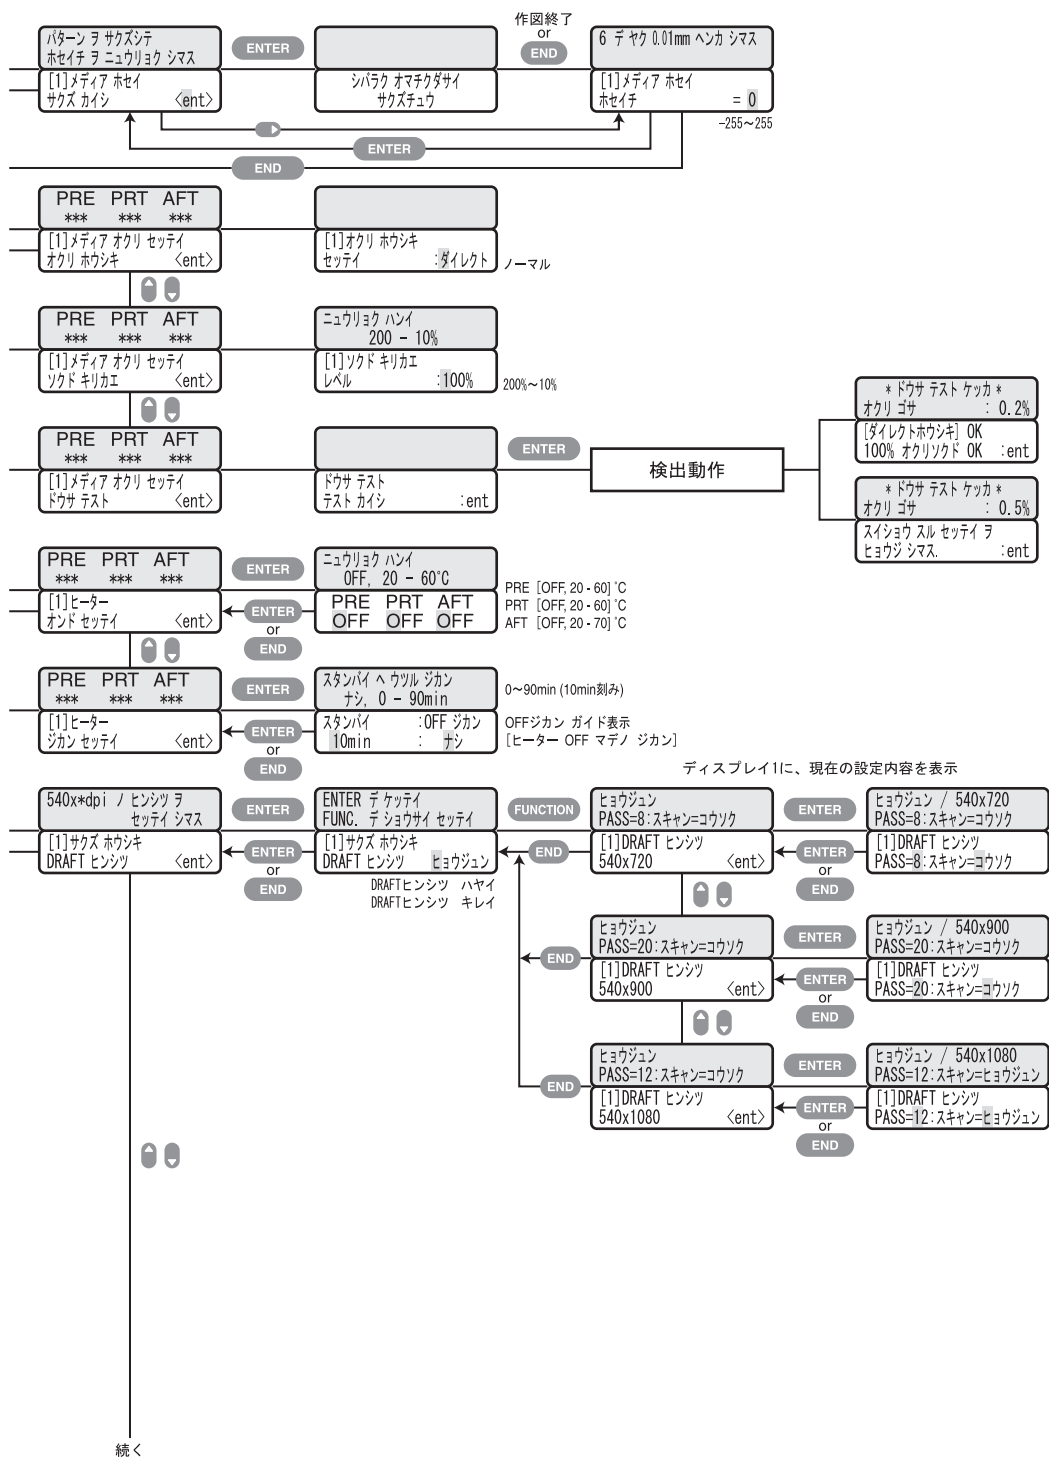 作図終了
or
パターン ヲ サクズシテ
ホセイチ ヲ ニュウリョク シマス
ENTER
END
6 デ ヤク 0.01mm ヘンカ シマス
[1]メディア ホセイ
サクズ カイシ <ent>
シバラク オマチクダサイ
サクズチュウ
[1]メディア ホセイ
ホセイチ = 0
-255～255
ENTER
END
PRE PRT AFT
*** *** ***
[1]メディア オクリ セッテイ
オクリ ホウシキ <ent>
[1]オクリ ホウシキ
セッテイ :ダイレクト
ノーマル
PRE PRT AFT
*** *** ***
[1]メディア オクリ セッテイ
ソクド キリカエ <ent>
ニュウリョク ハンイ
200 - 10%
[1]ソクド キリカエ
レベル :100%
200%～10%
PRE PRT AFT
*** *** ***
[1]メディア オクリ セッテイ
ドウサ テスト <ent>
ドウサ テスト
テスト カイシ :ent
ENTER
検出動作
* ドウサ テスト ケッカ *
オクリ ゴサ : 0.2%
[ダイレクトホウシキ] OK
100% オクリソクド OK :ent
* ドウサ テスト ケッカ *
オクリ ゴサ : 0.5%
スイショウ スル セッテイ ヲ
ヒョウジ シマス. :ent
PRE PRT AFT
*** *** ***
[1]ヒーター
オンド セッテイ <ent>
ENTER
ENTER
or
END
ニュウリョク ハンイ
OFF, 20 - 60°C
PRE PRT AFT
OFF OFF OFF
PRE [OFF, 20 - 60] °C
PRT [OFF, 20 - 60] °C
AFT [OFF, 20 - 70] °C
PRE PRT AFT
*** *** ***
[1]ヒーター
ジカン セッテイ <ent>
ENTER
ENTER
or
END
スタンバイ ヘ ウツル ジカン
ナシ, 0 - 90min
スタンバイ :OFF ジカン
10min : ナシ
0～90min (10min刻み)
OFFジカン ガイド表示
[ヒーター OFF マデノ ジカン]
ディスプレイ1に、現在の設定内容を表示
540x*dpi ノ ヒンシツ ヲ
セッテイ シマス
[1]サクズ ホウシキ
DRAFT ヒンシツ <ent>
ENTER
ENTER
or
END
ENTER デ ケッテイ
FUNC. デ ショウサイ セッテイ
[1]サクズ ホウシキ
DRAFT ヒンシツ ヒョウジュン
DRAFTヒンシツ ハヤイ
DRAFTヒンシツ キレイ
FUNCTION
END
ヒョウジュン
PASS=8:スキャン=コウソク
[1]DRAFT ヒンシツ
540x720 <ent>
ENTER
ENTER
or
END
ヒョウジュン / 540x720
PASS=8:スキャン=コウソク
[1]DRAFT ヒンシツ
PASS=8:スキャン=コウソク
END
ヒョウジュン
PASS=20:スキャン=コウソク
[1]DRAFT ヒンシツ
540x900 <ent>
ENTER
ENTER
or
END
ヒョウジュン / 540x900
PASS=20:スキャン=コウソク
[1]DRAFT ヒンシツ
PASS=20:スキャン=コウソク
END
ヒョウジュン
PASS=12:スキャン=コウソク
[1]DRAFT ヒンシツ
540x1080 <ent>
ENTER
ENTER
or
END
ヒョウジュン / 540x1080
PASS=12:スキャン=ヒョウジュン
[1]DRAFT ヒンシツ
PASS=12:スキャン=ヒョウジュン
続く